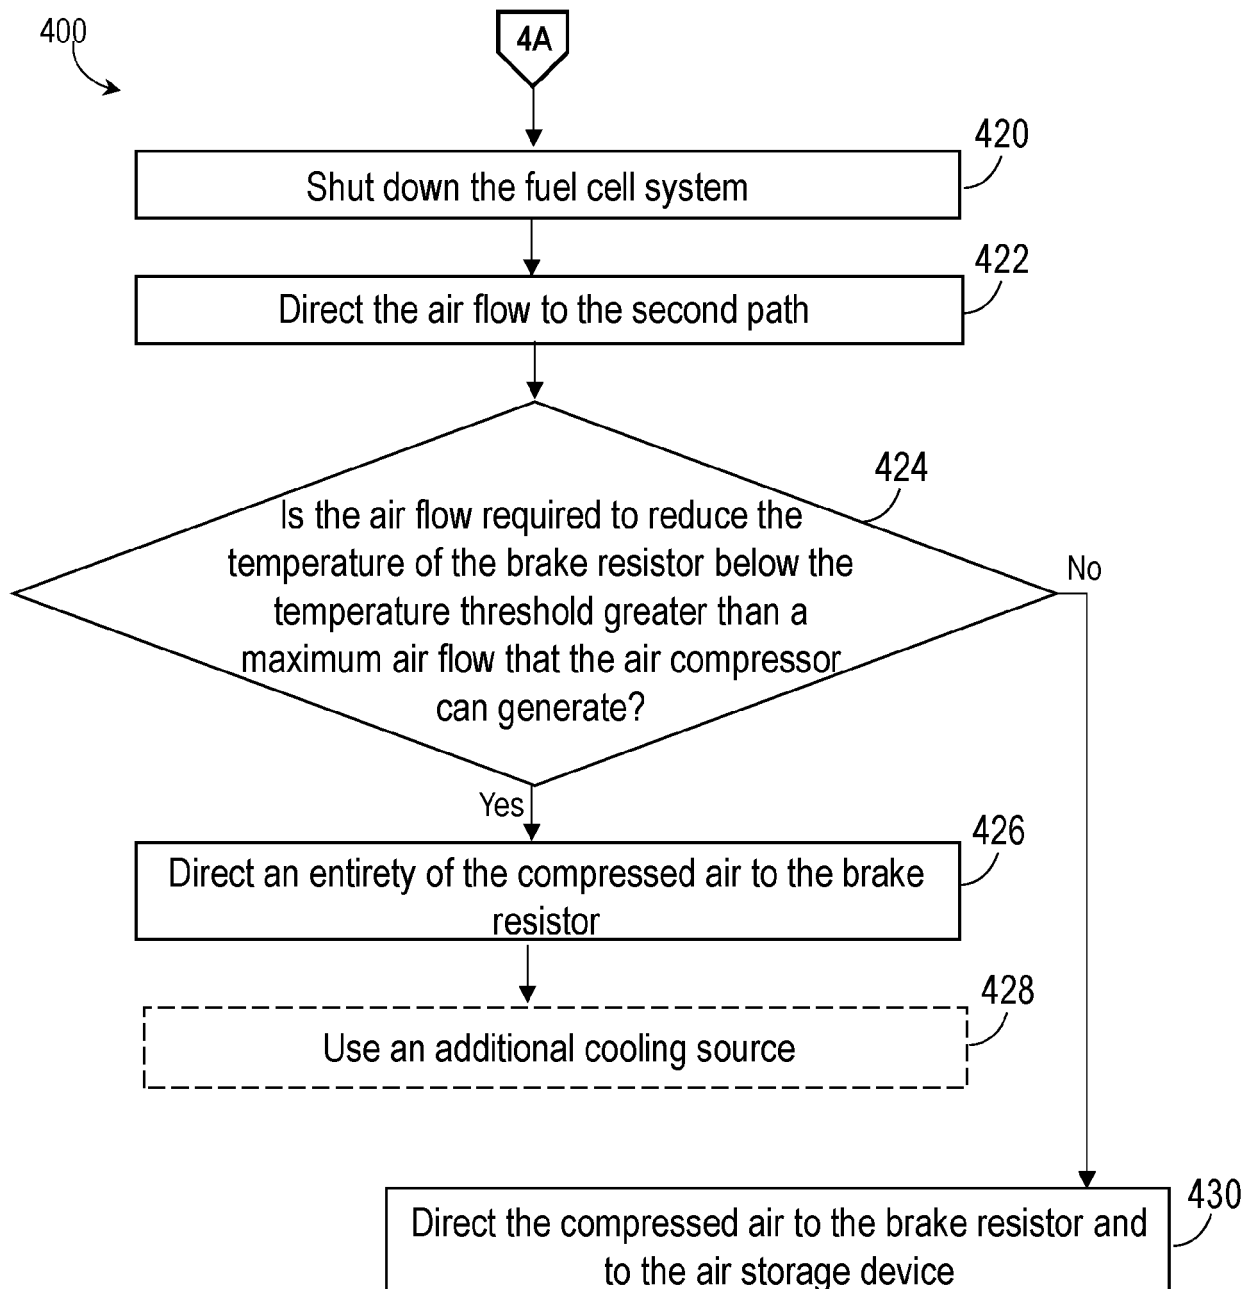 400
4A
420
Shut down the fuel cell system
422
Direct the air flow to the second path
424
Is the air flow required to reduce the
temperature of the brake resistor below the
temperature threshold greater than a
maximum air flow that the air compressor
can generate?
No
Yes
426
Direct an entirety of the compressed air to the brake
resistor
428
Use an additional cooling source
430
Direct the compressed air to the brake resistor and
to the air storage device